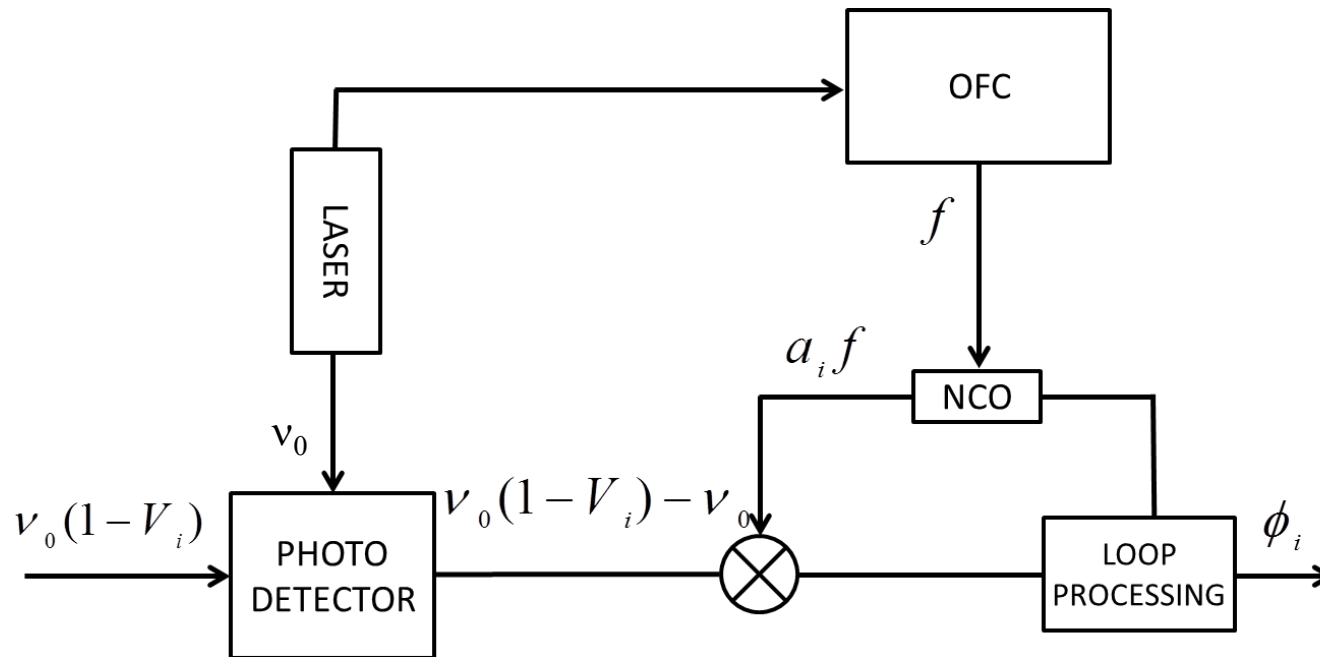 OFC
LASER
f
a_i f
NCO
ν_0
ν_0(1−V_i)
ν_0(1−V_i)−ν_0
PHOTO
DETECTOR
LOOP
PROCESSING
ϕ_i